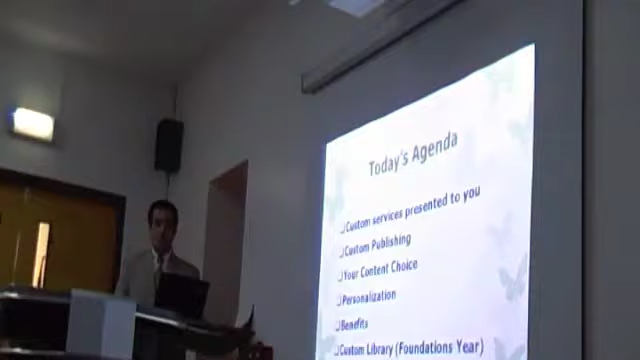 Today's Agenda
❑Custom services presented to you
❑Custom Publishing
❑Your Content Choice
❑Personalization
❑Benefits
❑Custom Library (Foundations Year)